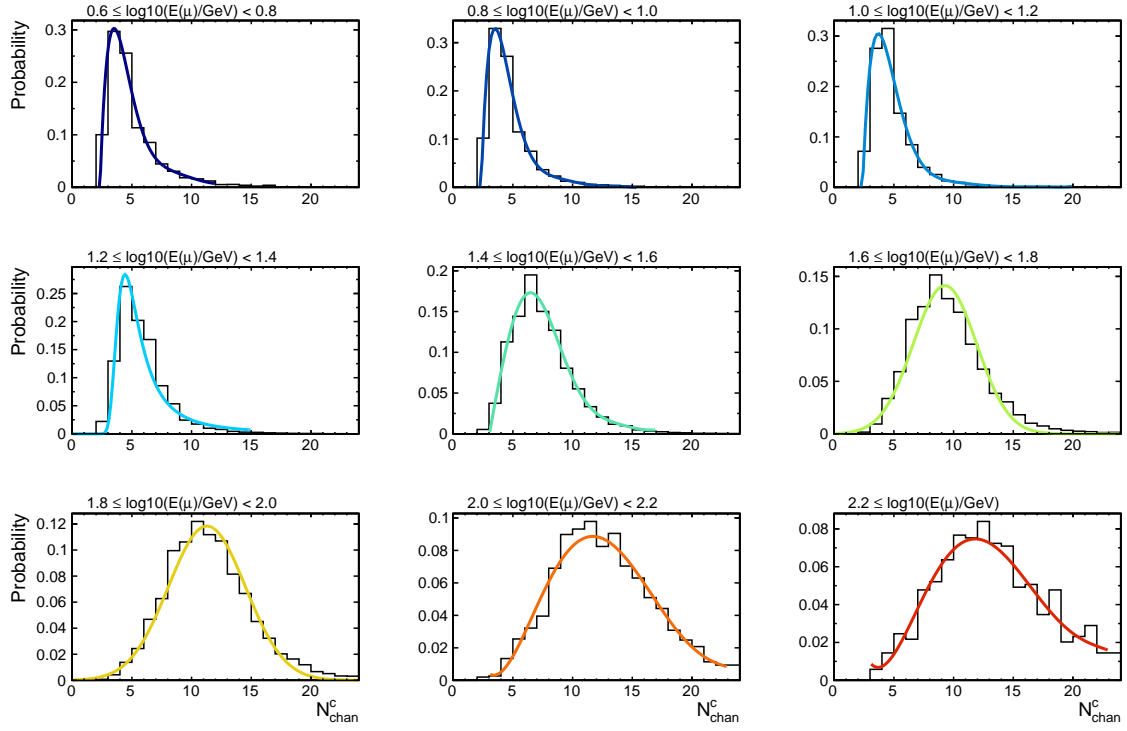 0.6 ≤ log10(E(μ)/GeV) < 0.8
0.8 ≤ log10(E(μ)/GeV) < 1.0
1.0 ≤ log10(E(μ)/GeV) < 1.2
Probability
0.3
0.2
0.1
0
0 5 10 15 20
0.3
0.2
0.1
0
0 5 10 15 20
0.3
0.2
0.1
0
0 5 10 15 20
1.2 ≤ log10(E(μ)/GeV) < 1.4
1.4 ≤ log10(E(μ)/GeV) < 1.6
1.6 ≤ log10(E(μ)/GeV) < 1.8
Probability
0.25
0.2
0.15
0.1
0.05
0
0 5 10 15 20
0.2
0.15
0.1
0.05
0
0 5 10 15 20
0.15
0.1
0.05
0
0 5 10 15 20
1.8 ≤ log10(E(μ)/GeV) < 2.0
2.0 ≤ log10(E(μ)/GeV) < 2.2
2.2 ≤ log10(E(μ)/GeV)
Probability
0.12
0.1
0.08
0.06
0.04
0.02
0
0 5 10 15 20
N^c_chan
0.1
0.08
0.06
0.04
0.02
0
0 5 10 15 20
N^c_chan
0.08
0.06
0.04
0.02
0
0 5 10 15 20
N^c_chan